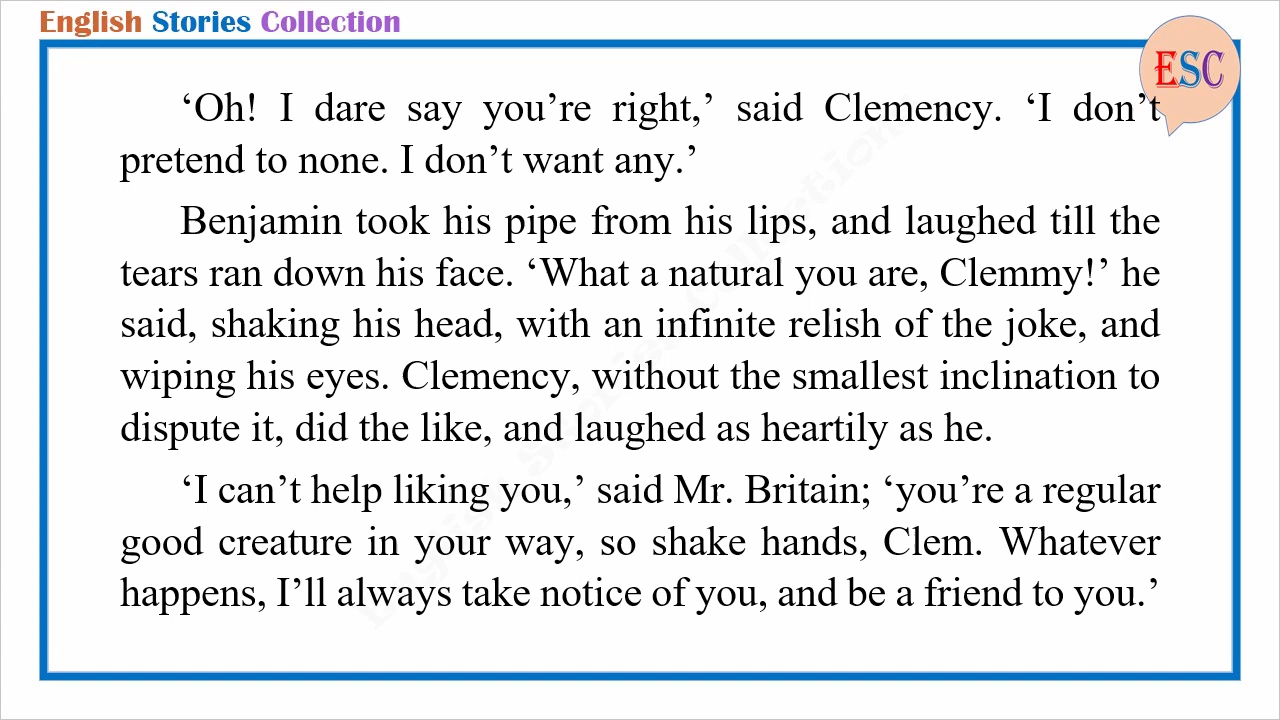 English Stories Collection
ESC
‘Oh! I dare say you’re right,’ said Clemency. ‘I don’t
pretend to none. I don’t want any.’
Benjamin took his pipe from his lips, and laughed till the
tears ran down his face. ‘What a natural you are, Clemmy!’ he
said, shaking his head, with an infinite relish of the joke, and
wiping his eyes. Clemency, without the smallest inclination to
dispute it, did the like, and laughed as heartily as he.
‘I can’t help liking you,’ said Mr. Britain; ‘you’re a regular
good creature in your way, so shake hands, Clem. Whatever
happens, I’ll always take notice of you, and be a friend to you.’
English Stories Collection